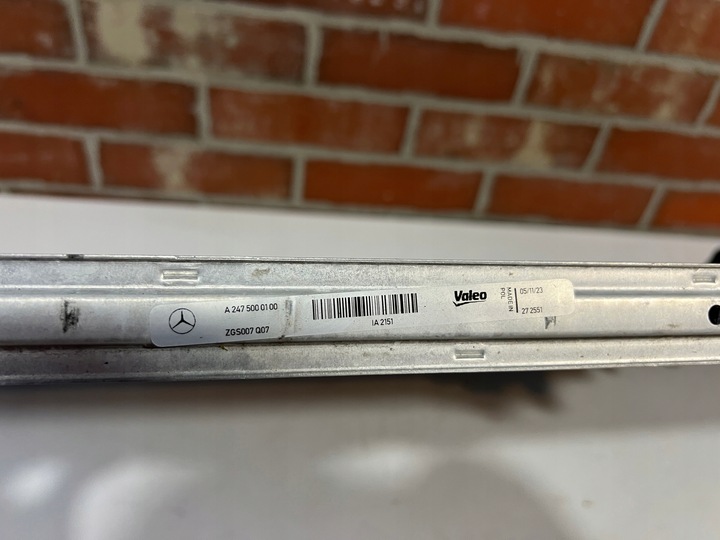 A 247 500 01 00
ZGS007 Q07
IA 2151
Valeo
MADE IN
POL
05/11/23
27 2551